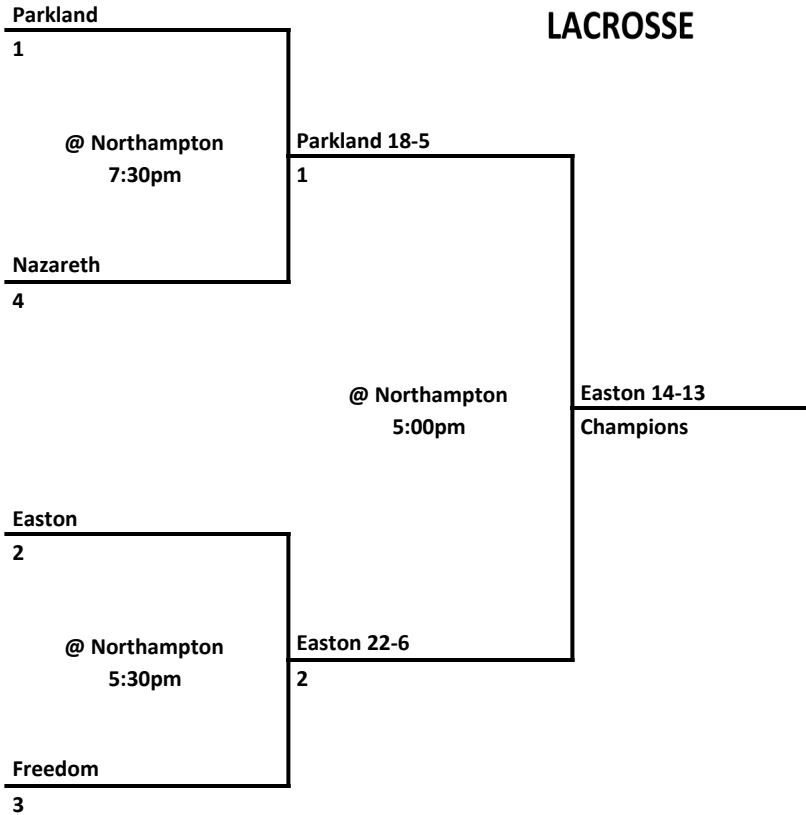 LACROSSE
Parkland
1
@ Northampton
7:30pm
Parkland 18-5
1
Nazareth
4
@ Northampton
5:00pm
Easton 14-13
Champions
Easton
2
@ Northampton
5:30pm
Easton 22-6
2
Freedom
3